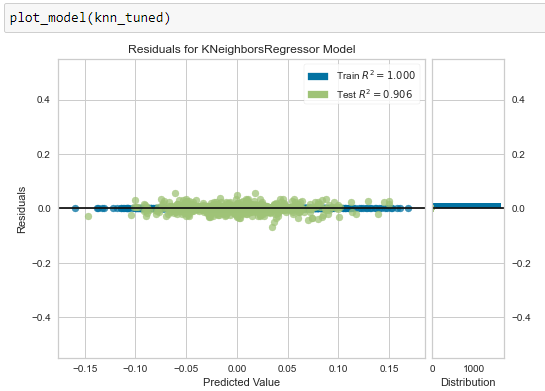 plot_model(knn_tuned)
Residuals for KNeighborsRegressor Model
Train R² = 1.000
Test R² = 0.906
0.4
0.2
0.0
−0.2
−0.4
Residuals
−0.15
−0.10
−0.05
0.00
0.05
0.10
0.15
Predicted Value
0.4
0.2
0.0
−0.2
−0.4
0
1000
Distribution